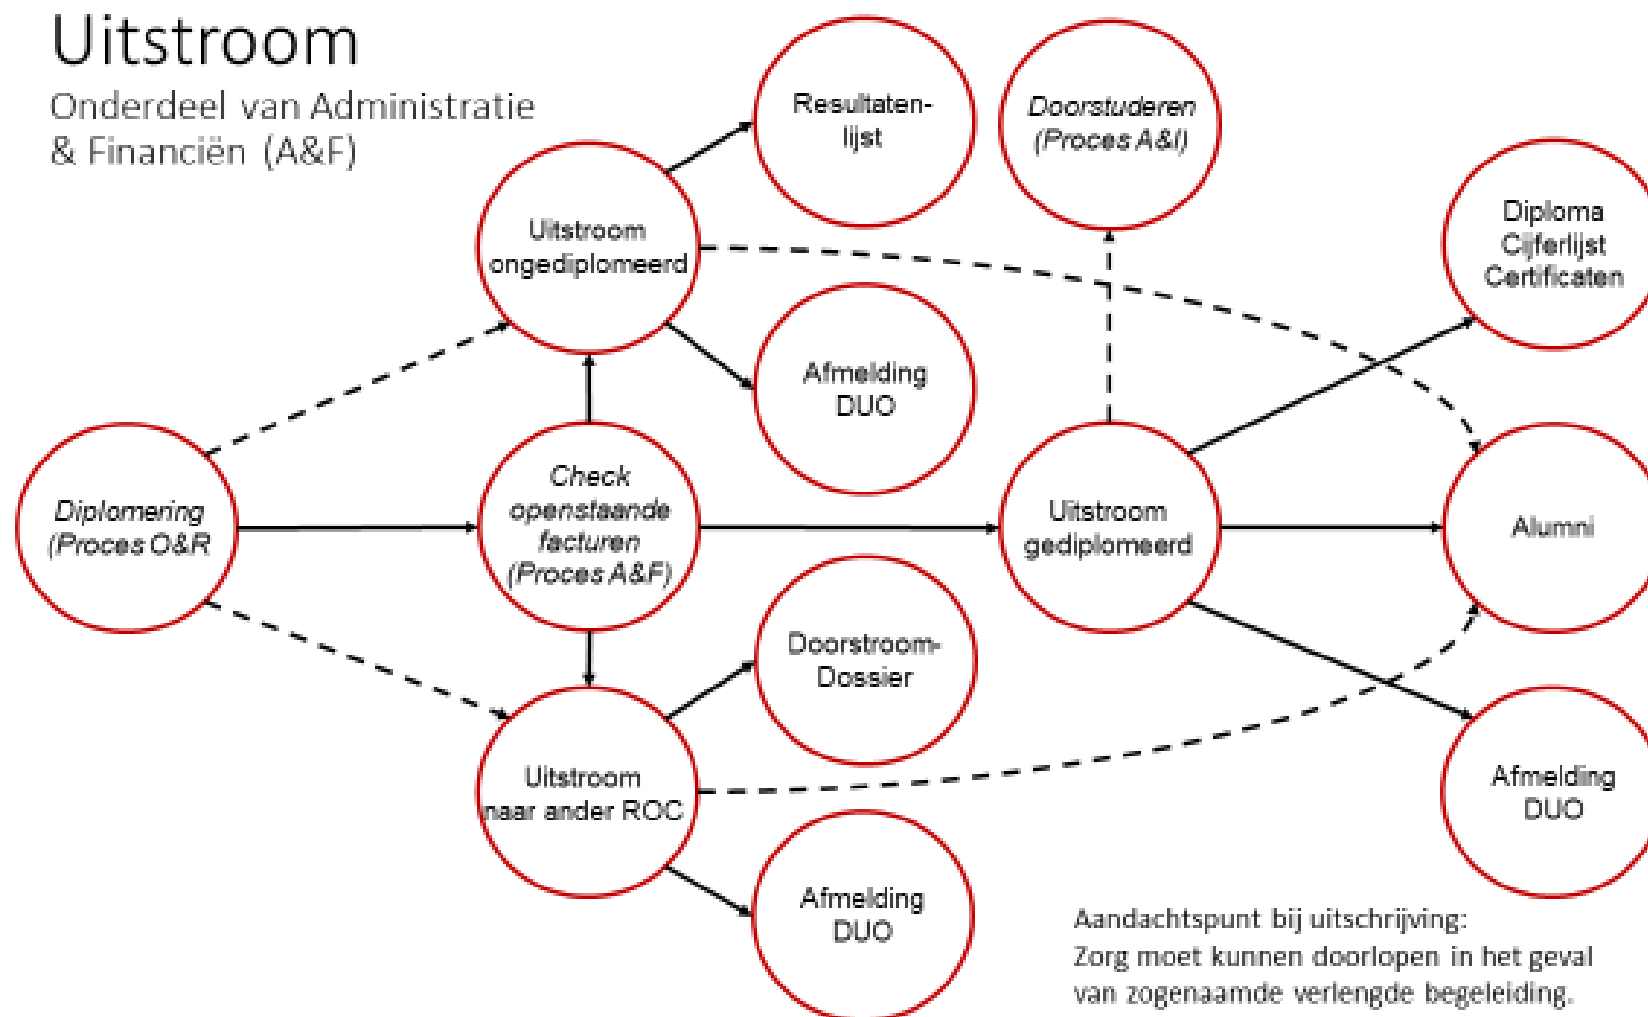 Uitstroom
Onderdeel van Administratie
& Financiën (A&F)
Resultaten-
lijst
Doorstuderen
(Proces A&I)
Uitstroom
ongediplomeerd
Diploma
Cijferlijst
Certificaten
Afmelding
DUO
Diplomering
(Proces O&R
Check
openstaande
facturen
(Proces A&F)
Uitstroom
gediplomeerd
Alumni
Doorstroom-
Dossier
Uitstroom
naar ander ROC
Afmelding
DUO
Afmelding
DUO
Aandachtspunt bij uitschrijving:
Zorg moet kunnen doorlopen in het geval
van zogenaamde verlengde begeleiding.